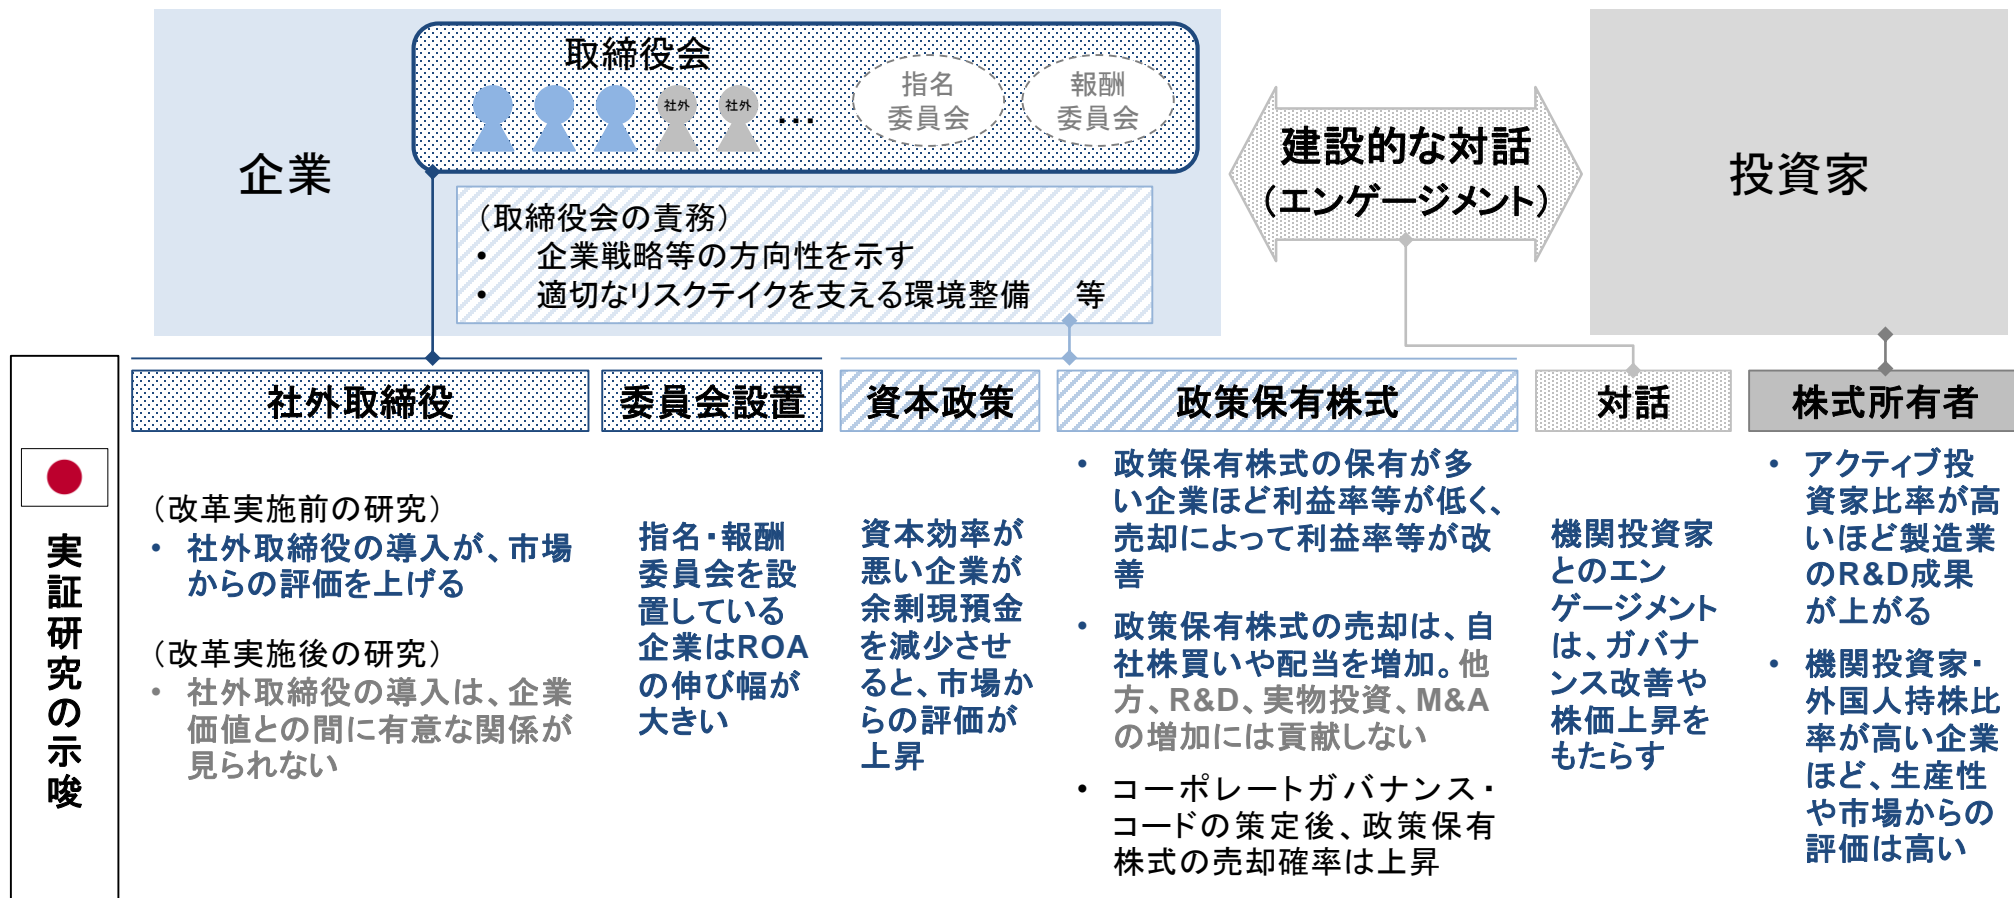 取締役会
社外
社外
…
指名
委員会
報酬
委員会
企業
(取締役会の責務)
• 企業戦略等の方向性を示す
• 適切なリスクテイクを支える環境整備 等
建設的な対話
(エンゲージメント)
投資家
社外取締役
委員会設置
資本政策
政策保有株式
対話
株式所有者
実証研究の示唆
(改革実施前の研究)
• 社外取締役の導入が、市場
からの評価を上げる
(改革実施後の研究)
• 社外取締役の導入は、企業
価値との間に有意な関係が
見られない
指名・報酬
委員会を設
置している
企業はROA
の伸び幅が
大きい
資本効率が
悪い企業が
余剰現預金
を減少させ
ると、市場か
らの評価が
上昇
• 政策保有株式の保有が多
い企業ほど利益率等が低く、
売却によって利益率等が改
善
• 政策保有株式の売却は、自
社株買いや配当を増加。他
方、R&D、実物投資、M&A
の増加には貢献しない
• コーポレートガバナンス・
コードの策定後、政策保有
株式の売却確率は上昇
機関投資家
とのエン
ゲージメント
は、ガバナ
ンス改善や
株価上昇を
もたらす
• アクティブ投
資家比率が高
いほど製造業
のR&D成果
が上がる
• 機関投資家・
外国人持株比
率が高い企業
ほど、生産性
や市場からの
評価は高い